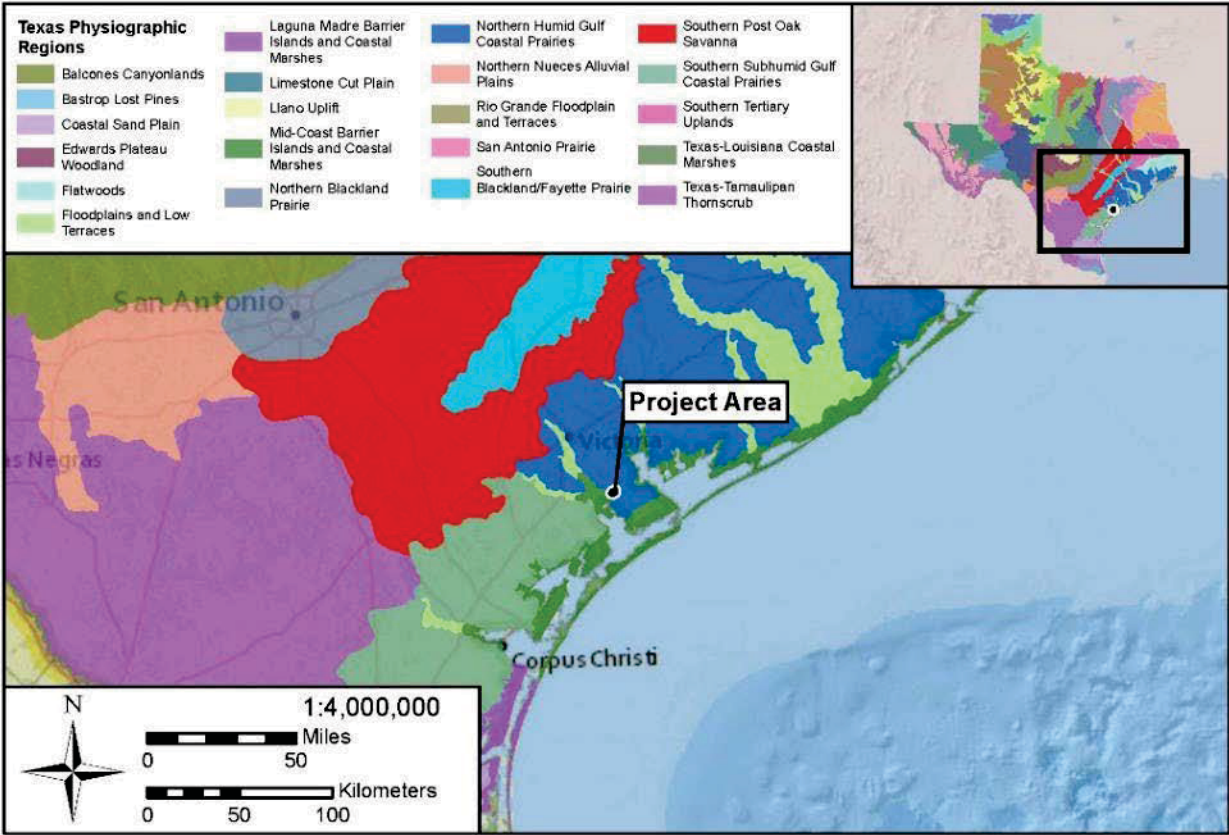 Texas Physiographic
Regions
Balcones Canyonlands
Bastrop Lost Pines
Coastal Sand Plain
Edwards Plateau
Woodland
Flatwoods
Floodplains and Low
Terraces
Laguna Madre Barrier
Islands and Coastal
Marshes
Limestone Cut Plain
Llano Uplift
Mid-Coast Barrier
Islands and Coastal
Marshes
Northern Blackland
Prairie
Northern Humid Gulf
Coastal Prairies
Northern Nueces Alluvial
Plains
Rio Grande Floodplain
and Terraces
San Antonio Prairie
Southern
Blackland/Fayette Prairie
Southern Post Oak
Savanna
Southern Subhumid Gulf
Coastal Prairies
Southern Tertiary
Uplands
Texas-Louisiana Coastal
Marshes
Texas-Tamaulipan
Thornscrub
San Antonio
Project Area
Victoria
as Negras
Corpus Christi
N
1:4,000,000
Miles
0 50
Kilometers
0 50 100